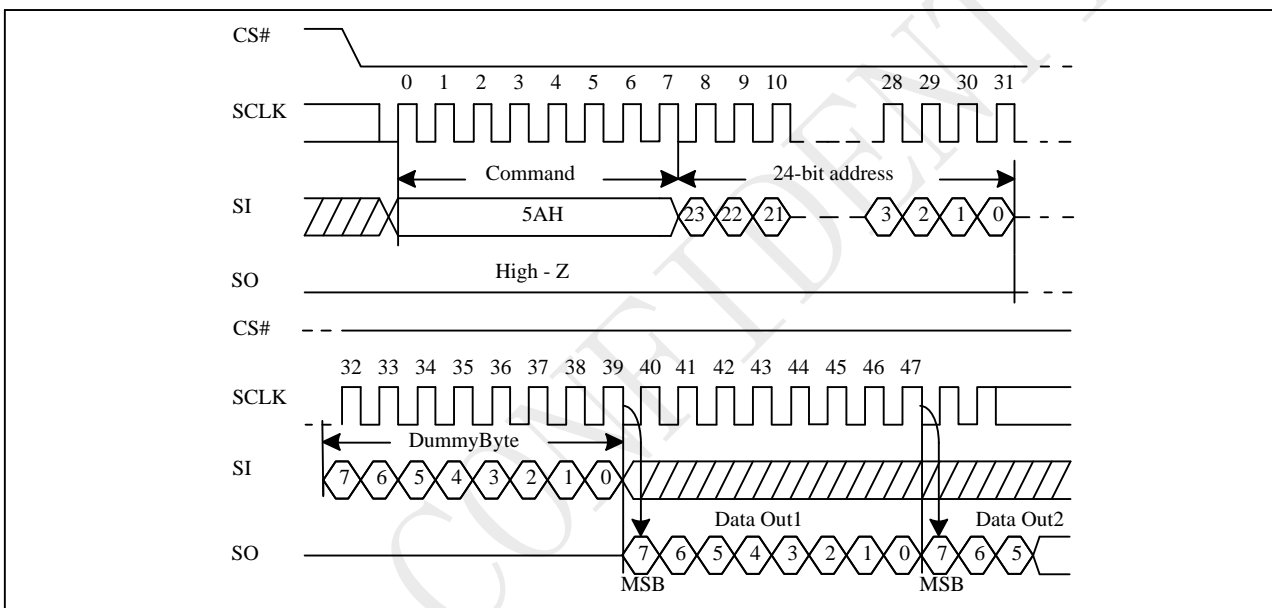 CS#
0 1 2 3 4 5 6 7 8 9 10 28 29 30 31
SCLK
Command 24-bit address
SI 5AH 23 22 21 3 2 1 0
High - Z
SO
CS#
32 33 34 35 36 37 38 39 40 41 42 43 44 45 46 47
SCLK
DummyByte
SI 7 6 5 4 3 2 1 0
Data Out1 Data Out2
SO 7 6 5 4 3 2 1 0 7 6 5
MSB MSB
CONFIDENT